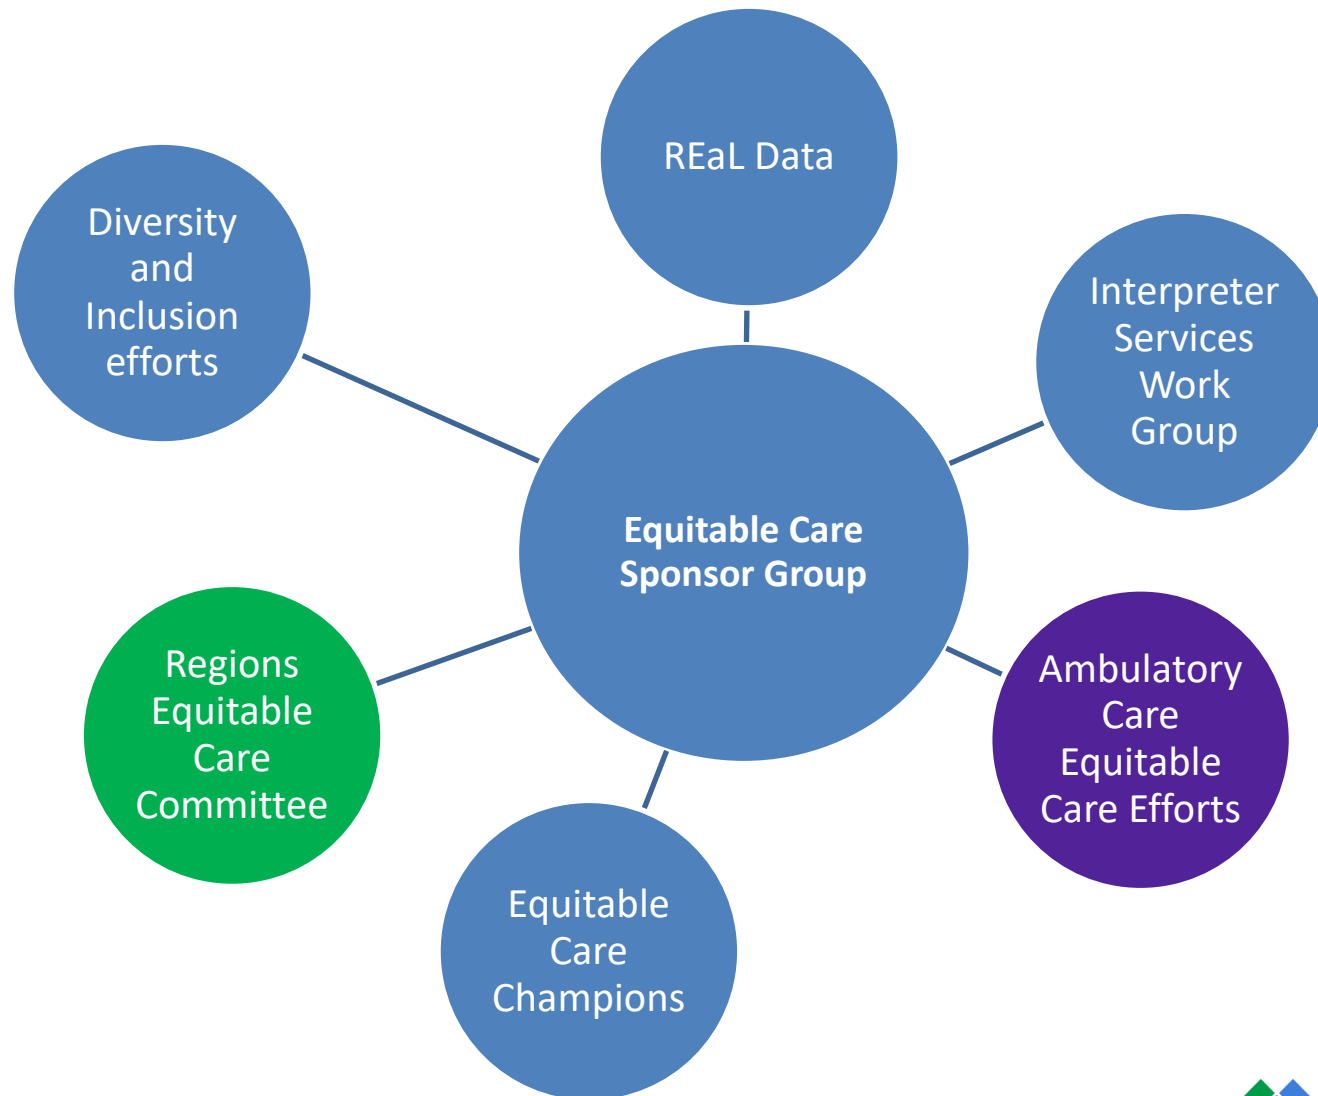 REaL Data
Diversity
and
Inclusion
efforts
Interpreter
Services
Work
Group
Equitable Care
Sponsor Group
Regions
Equitable
Care
Committee
Ambulatory
Care
Equitable
Care Efforts
Equitable
Care
Champions